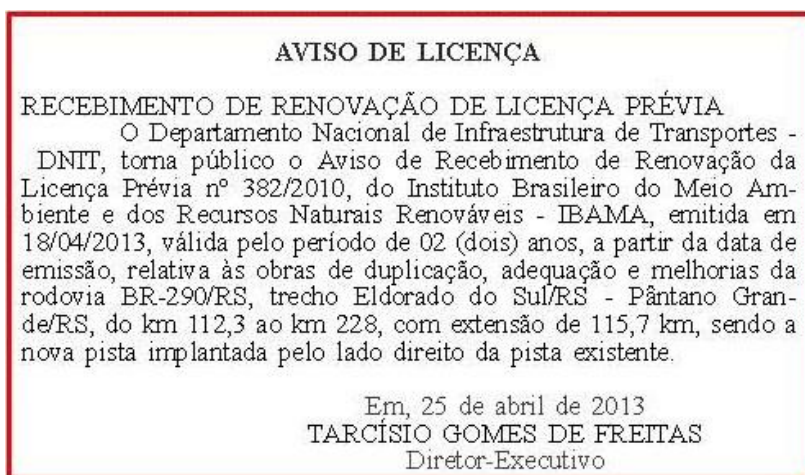 AVISO DE LICENÇA
RECEBIMENTO DE RENOVAÇÃO DE LICENÇA PRÉVIA
O Departamento Nacional de Infraestrutura de Transportes -
DNIT, torna público o Aviso de Recebimento de Renovação da
Licença Prévia nº 382/2010, do Instituto Brasileiro do Meio Am-
biente e dos Recursos Naturais Renováveis - IBAMA, emitida em
18/04/2013, válida pelo período de 02 (dois) anos, a partir da data de
emissão, relativa às obras de duplicação, adequação e melhorias da
rodovia BR-290/RS, trecho Eldorado do Sul/RS - Pântano Gran-
de/RS, do km 112,3 ao km 228, com extensão de 115,7 km, sendo a
nova pista implantada pelo lado direito da pista existente.
Em, 25 de abril de 2013
TARCÍSIO GOMES DE FREITAS
Diretor-Executivo